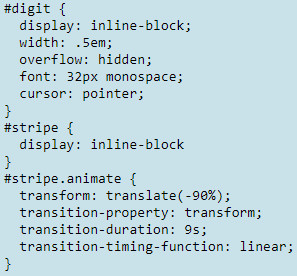 #digit {
  display: inline-block;
  width: .5em;
  overflow: hidden;
  font: 32px monospace;
  cursor: pointer;
}
#stripe {
  display: inline-block
}
#stripe.animate {
  transform: translate(-90%);
  transition-property: transform;
  transition-duration: 9s;
  transition-timing-function: linear;
}